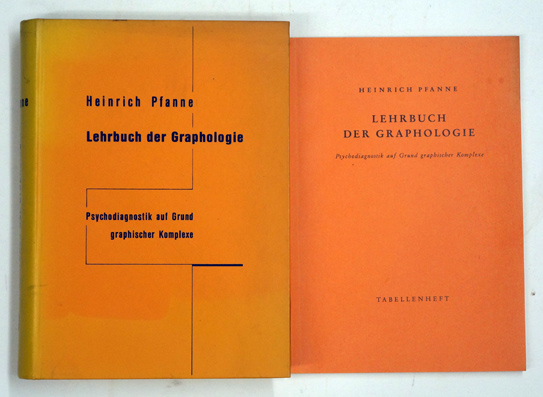 Heinrich Pfanne
Lehrbuch der Graphologie
Psychodiagnostik auf Grund
graphischer Komplexe
HEINRICH PFANNE
LEHRBUCH
DER GRAPHOLOGIE
Psychodiagnostik auf Grund graphischer Komplexe
TABELLENHEFT